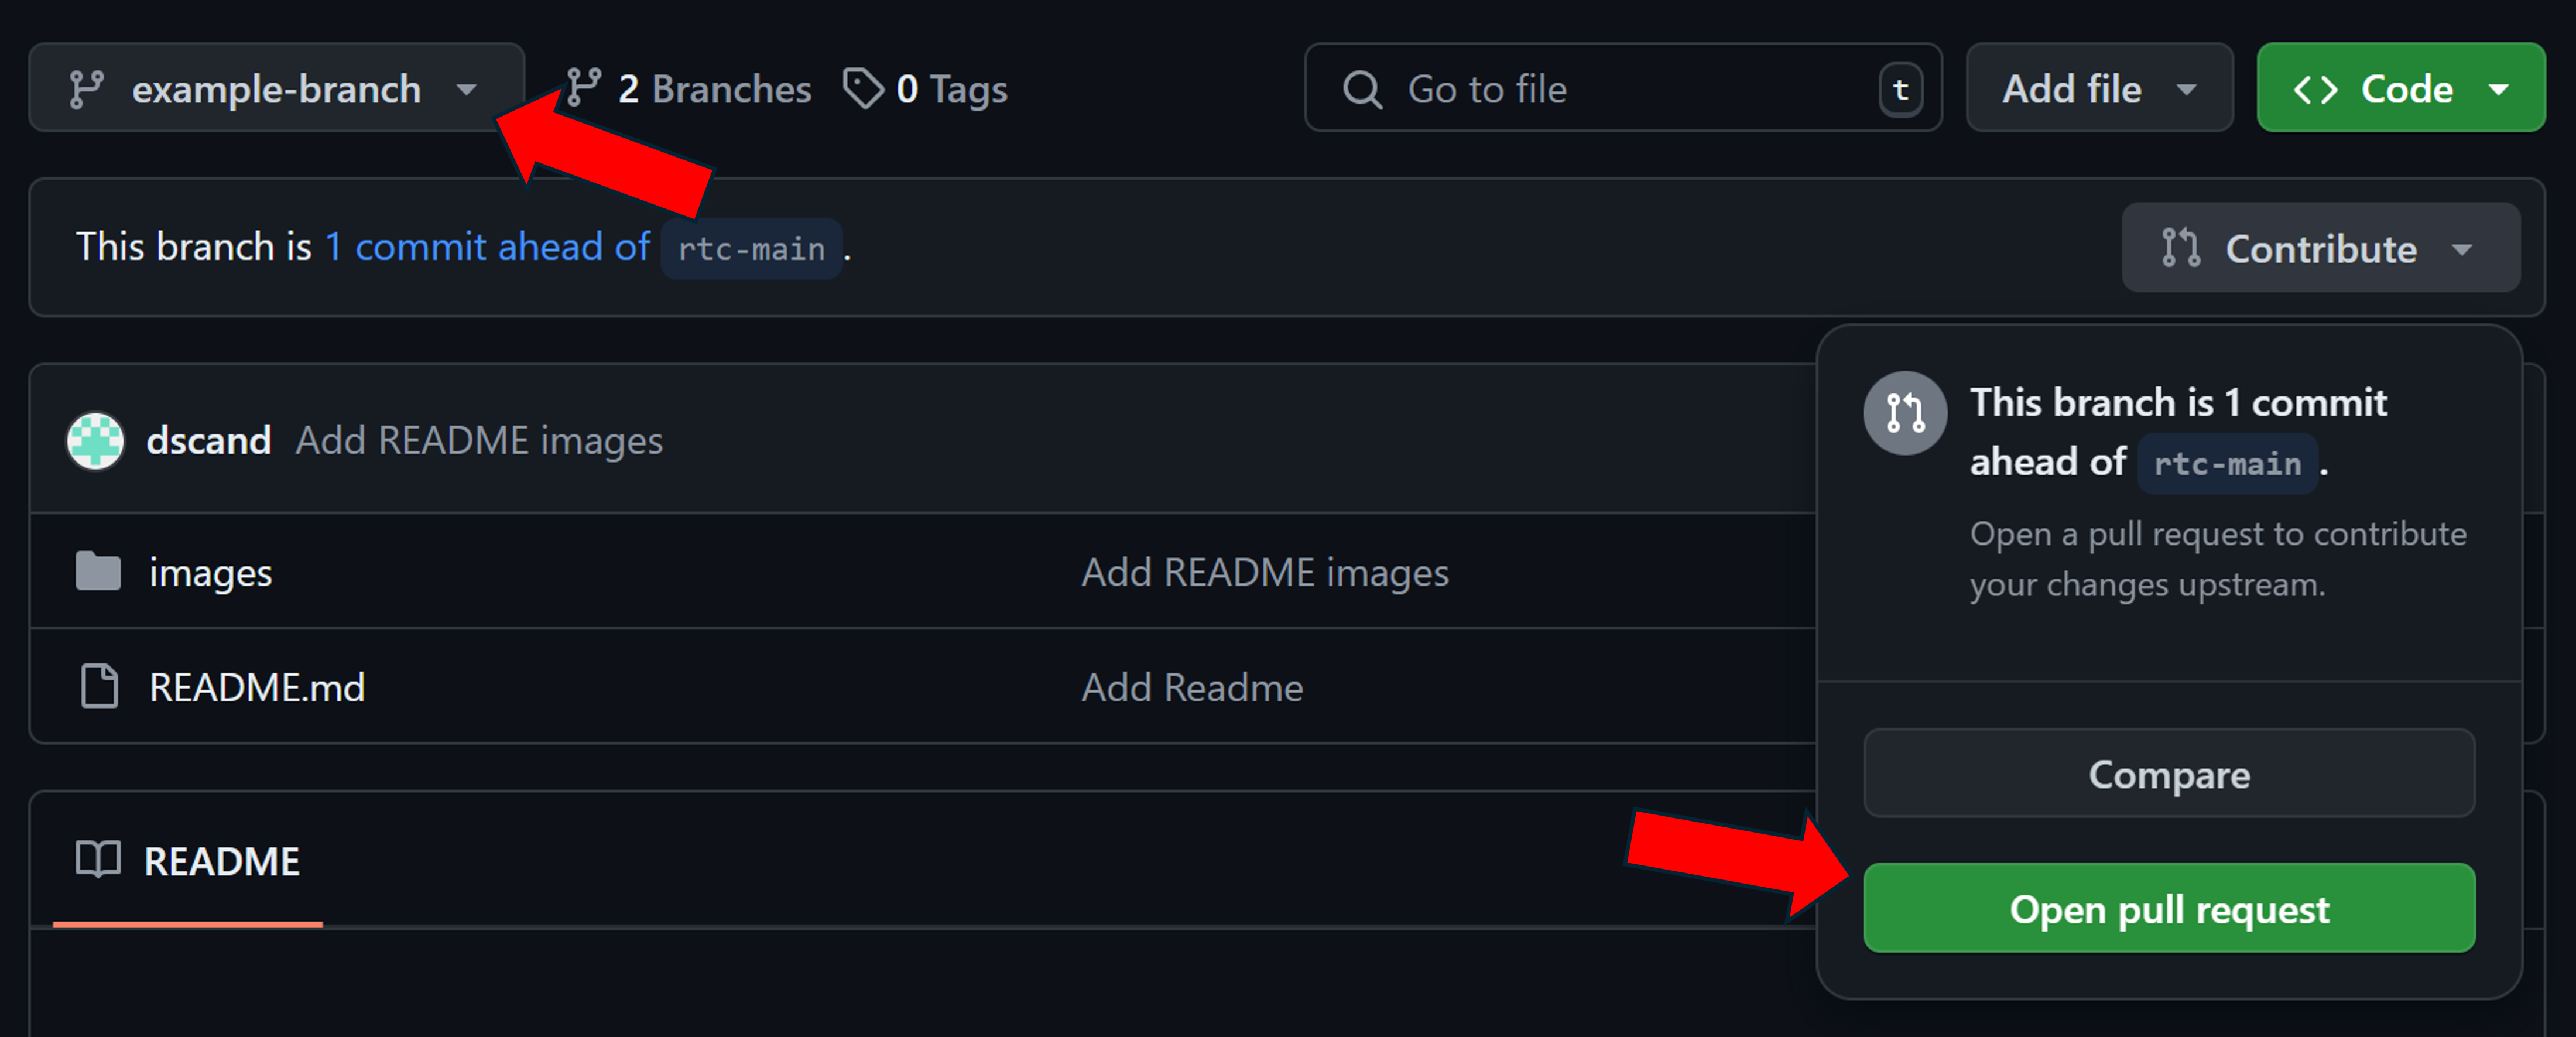 example-branch 2 Branches 0 Tags Go to file t Add file Code
This branch is 1 commit ahead of rtc-main . Contribute
dscand Add README images
images Add README images
README.md Add Readme
README
This branch is 1 commit
ahead of rtc-main .
Open a pull request to contribute
your changes upstream.
Compare
Open pull request